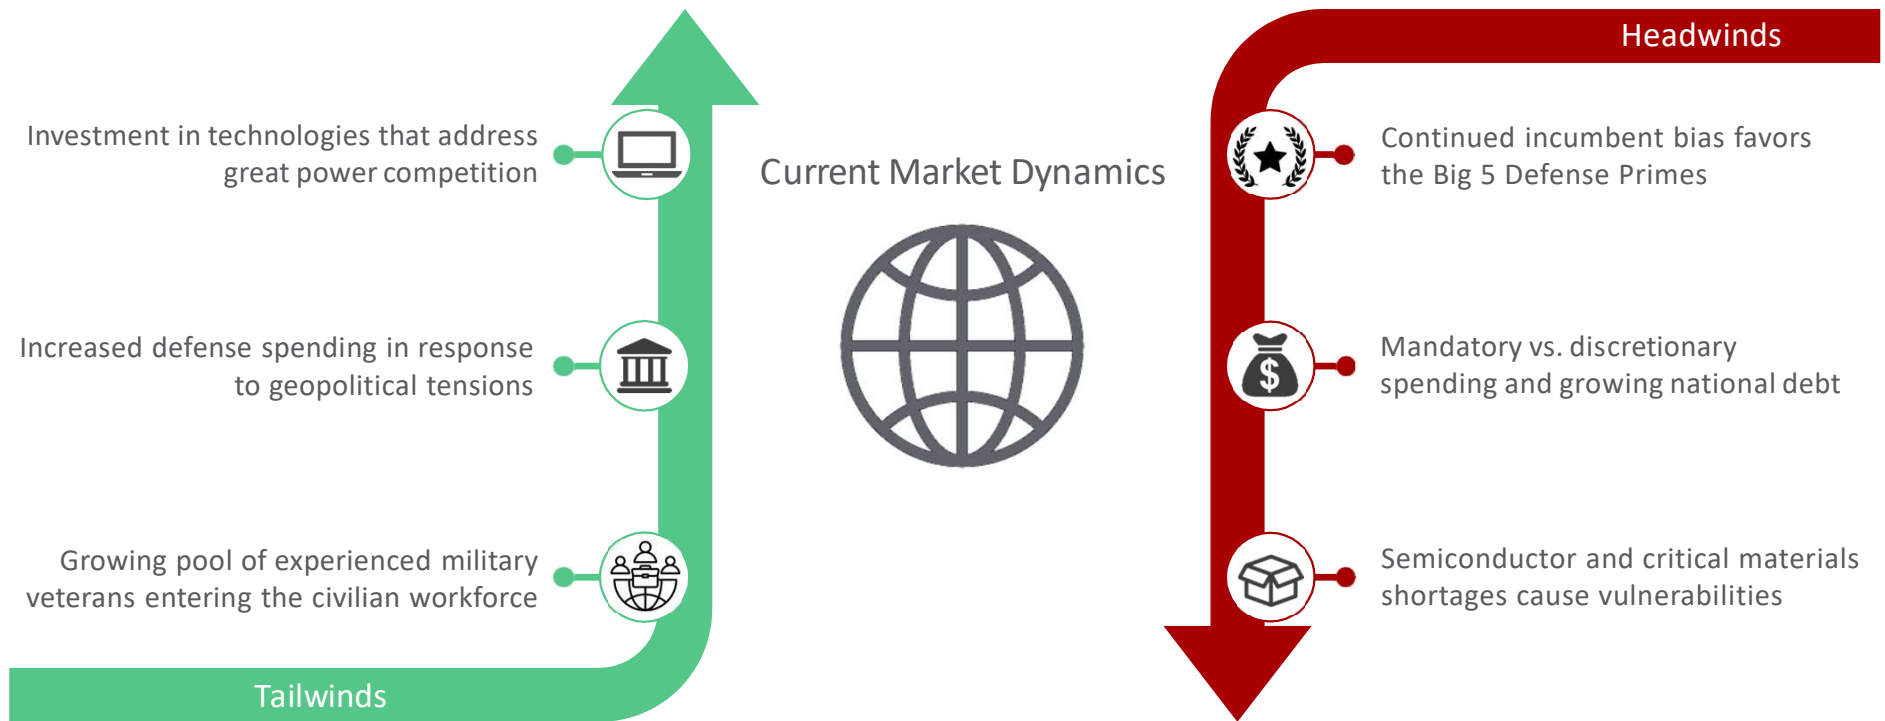 Headwinds
Investment in technologies that address
great power competition
Current Market Dynamics
Continued incumbent bias favors
the Big 5 Defense Primes
Increased defense spending in response
to geopolitical tensions
$
Mandatory vs. discretionary
spending and growing national debt
Growing pool of experienced military
veterans entering the civilian workforce
Semiconductor and critical materials
shortages cause vulnerabilities
Tailwinds